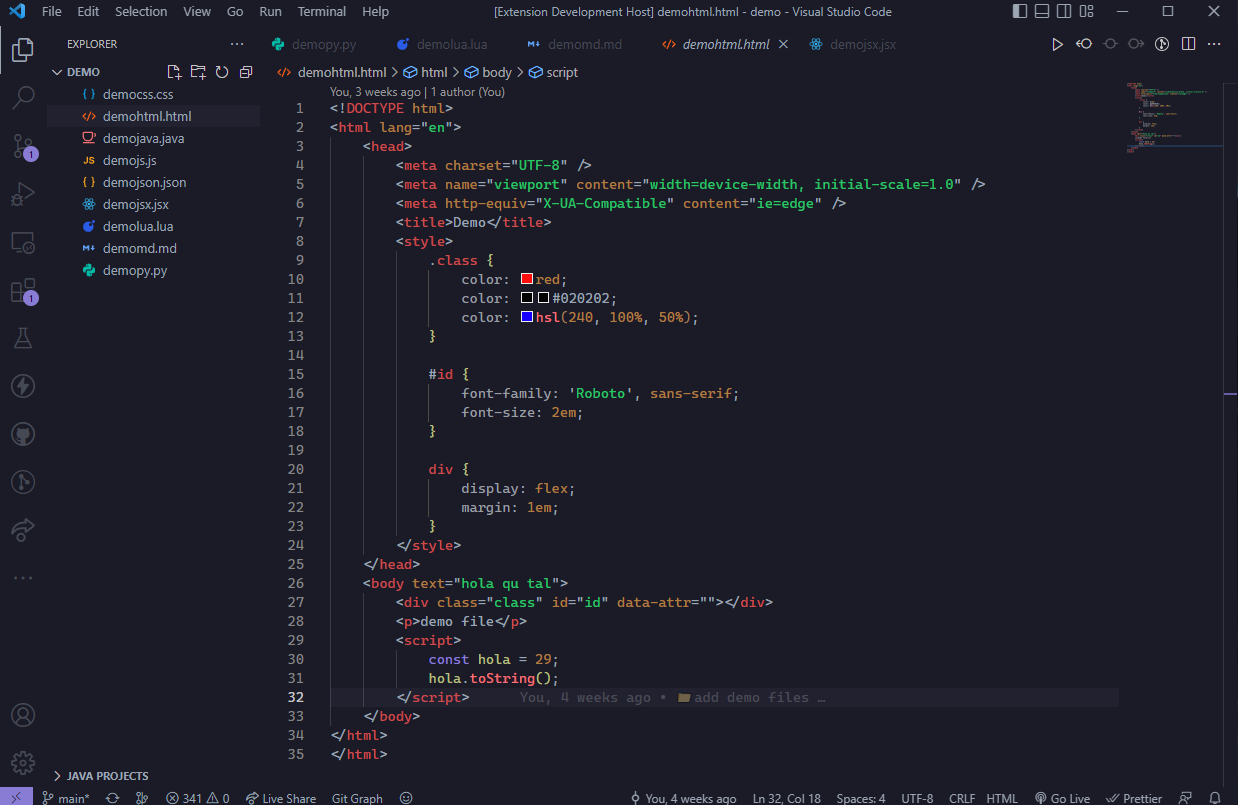 File Edit Selection View Go Run Terminal Help [Extension Development Host] demohtml.html - demo - Visual Studio Code
EXPLORER
demopy.py demolua.lua demomd.md demohtml.html demojsx.jsx
DEMO
demohtml.html > html > body > script
democss.css
demohtml.html
demojava.java
JS demojs.js
demojson.json
demojsx.jsx
demolua.lua
demomd.md
demopy.py
1
1
You, 3 weeks ago | 1 author (You)
1 <!DOCTYPE html>
2 <html lang="en">
3 <head>
4 <meta charset="UTF-8" />
5 <meta name="viewport" content="width=device-width, initial-scale=1.0" />
6 <meta http-equiv="X-UA-Compatible" content="ie=edge" />
7 <title>Demo</title>
8 <style>
9 .class {
10 color: red;
11 color: #020202;
12 color: hsl(240, 100%, 50%);
13 }
14
15 #id {
16 font-family: 'Roboto', sans-serif;
17 font-size: 2em;
18 }
19
20 div {
21 display: flex;
22 margin: 1em;
23 }
24 </style>
25 </head>
26 <body text="hola qu tal">
27 <div class="class" id="id" data-attr=""></div>
28 <p>demo file</p>
29 <script>
30 const hola = 29;
31 hola.toString();
32 </script> You, 4 weeks ago • add demo files …
33 </body>
34 </html>
35 </html>
JAVA PROJECTS
main* 341 0 Live Share Git Graph You, 4 weeks ago Ln 32, Col 18 Spaces: 4 UTF-8 CRLF HTML Go Live Prettier